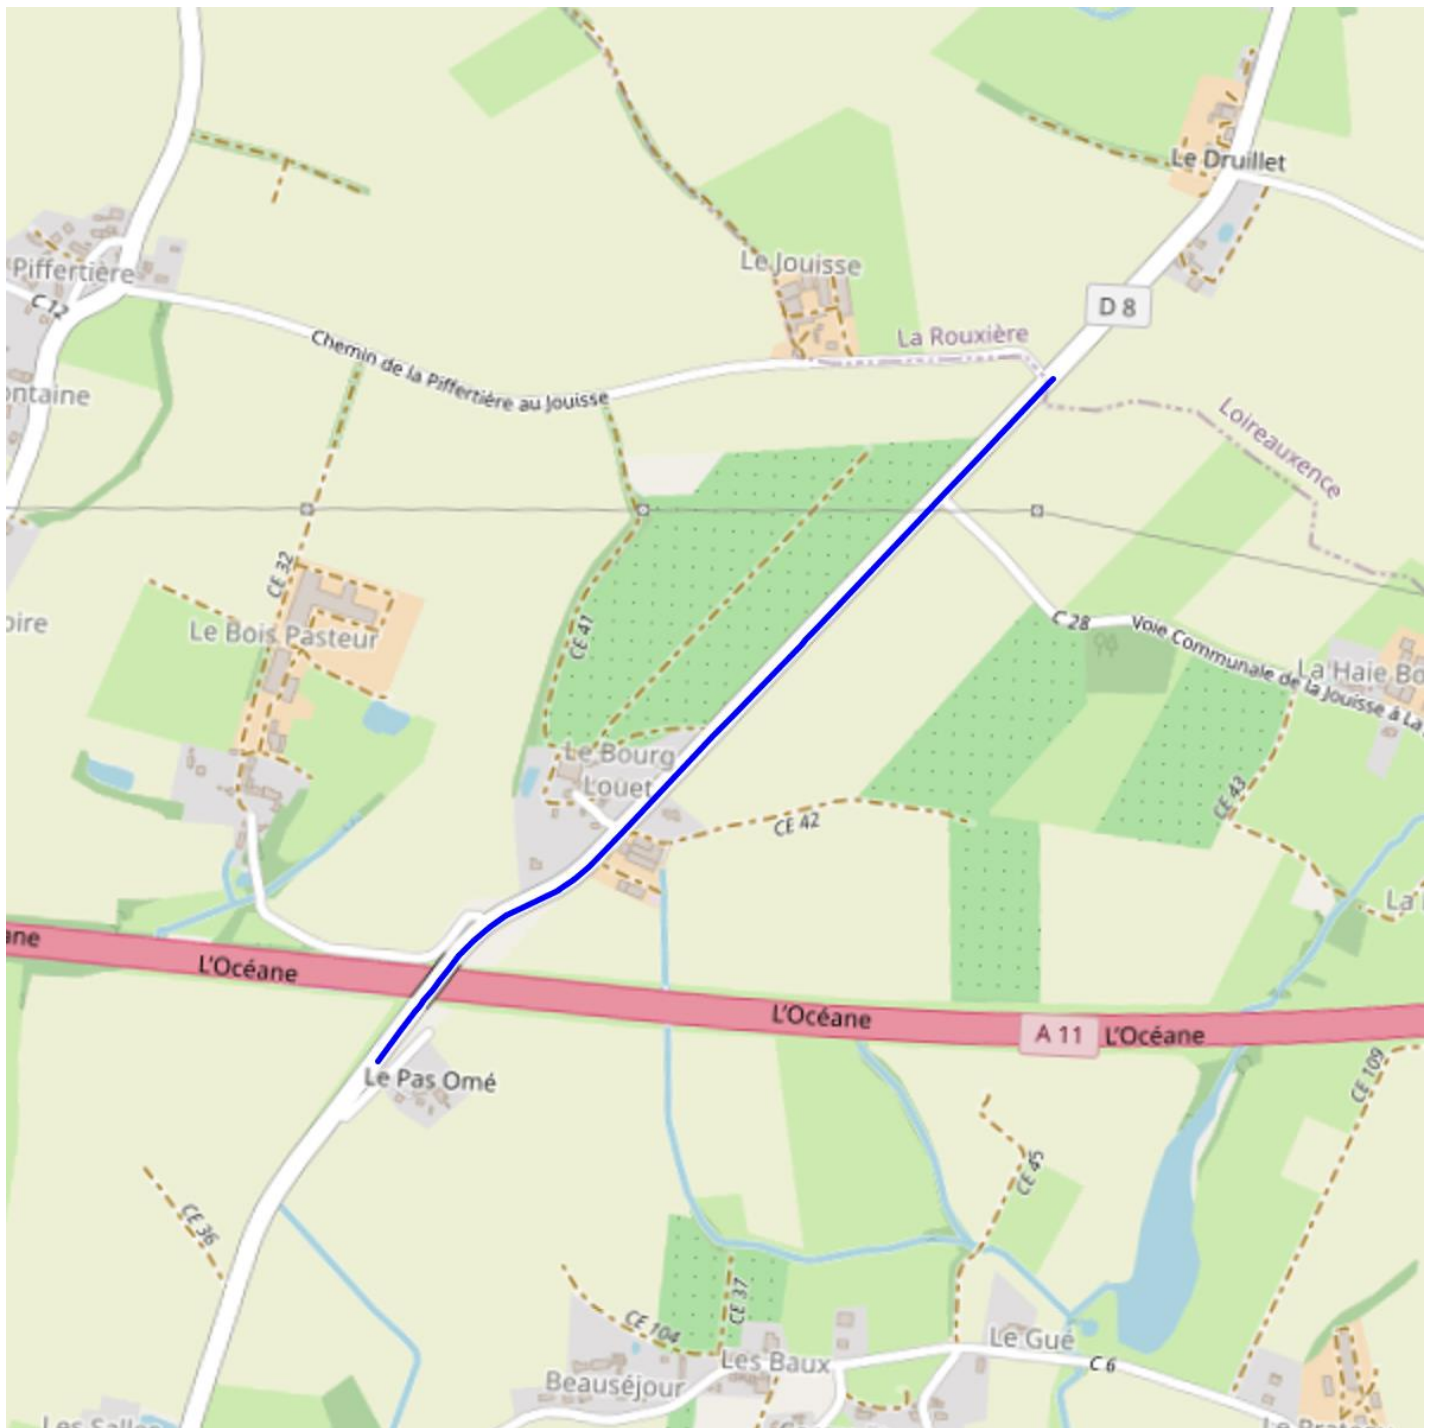 Le Druillet
Le Jouisse
Piffertière
C 12
D 8
La Rouxière
Chemin de la Piffertière au Jouisse
ontaine
Loireauxence
CE 32
oire
Le Bois Pasteur
CE 41
C 28
Voie Communale de la Jouisse à La
La Haie Bo
Le Bourg
Louet
CE 43
CE 42
La
ane
L'Océane
L'Océane
A 11
L'Océane
Le Pas Omé
CE 109
CE 45
CE 36
CE 37
CE 104
Le Gué
Les Baux
C 6
Beauséjour